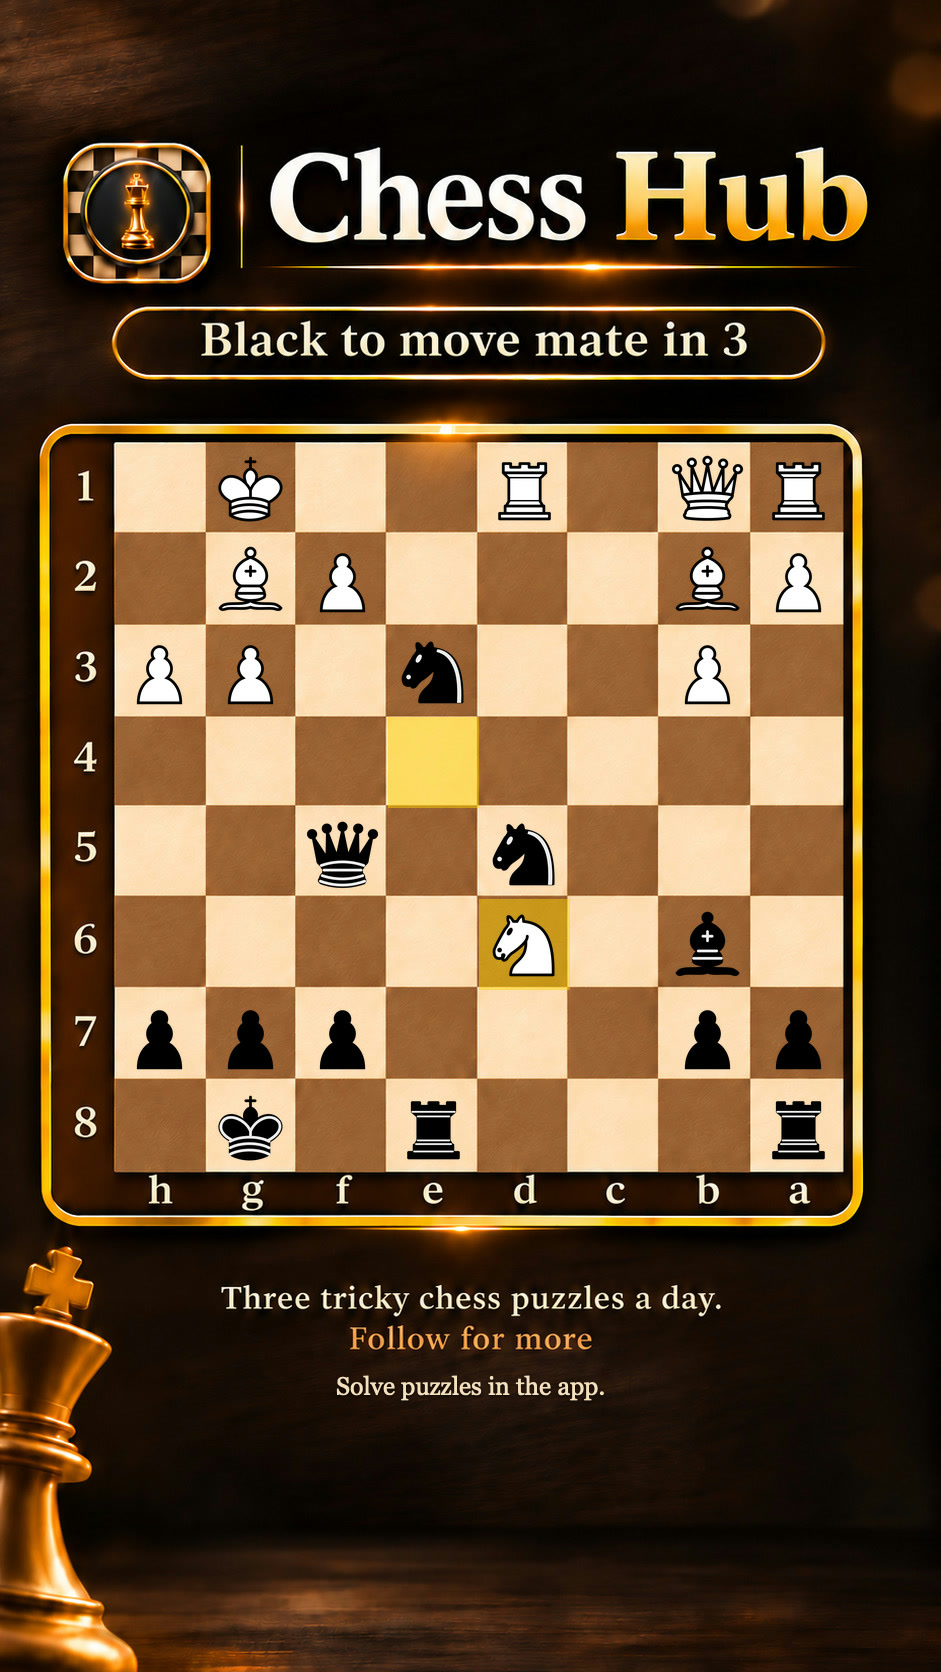 Chess Hub
Black to move mate in 3
1
2
3
4
5
6
7
8
h g f e d c b a
Three tricky chess puzzles a day.
Follow for more
Solve puzzles in the app.